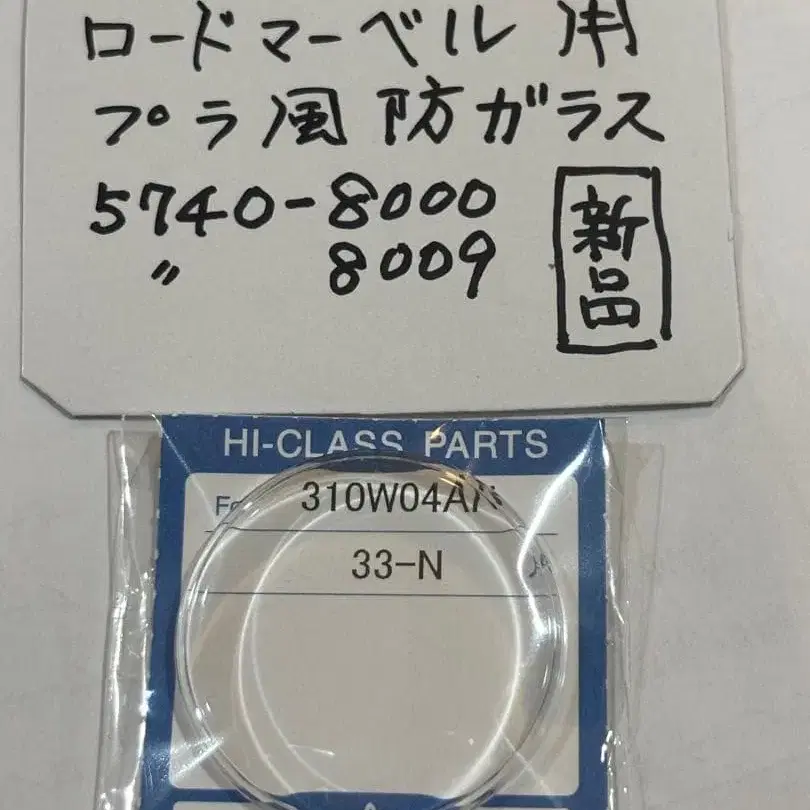 ロードマーベル用
プラ風防ガラス
5740-8000
〃 8009
新品
HI-CLASS PARTS
310W04A
33-N